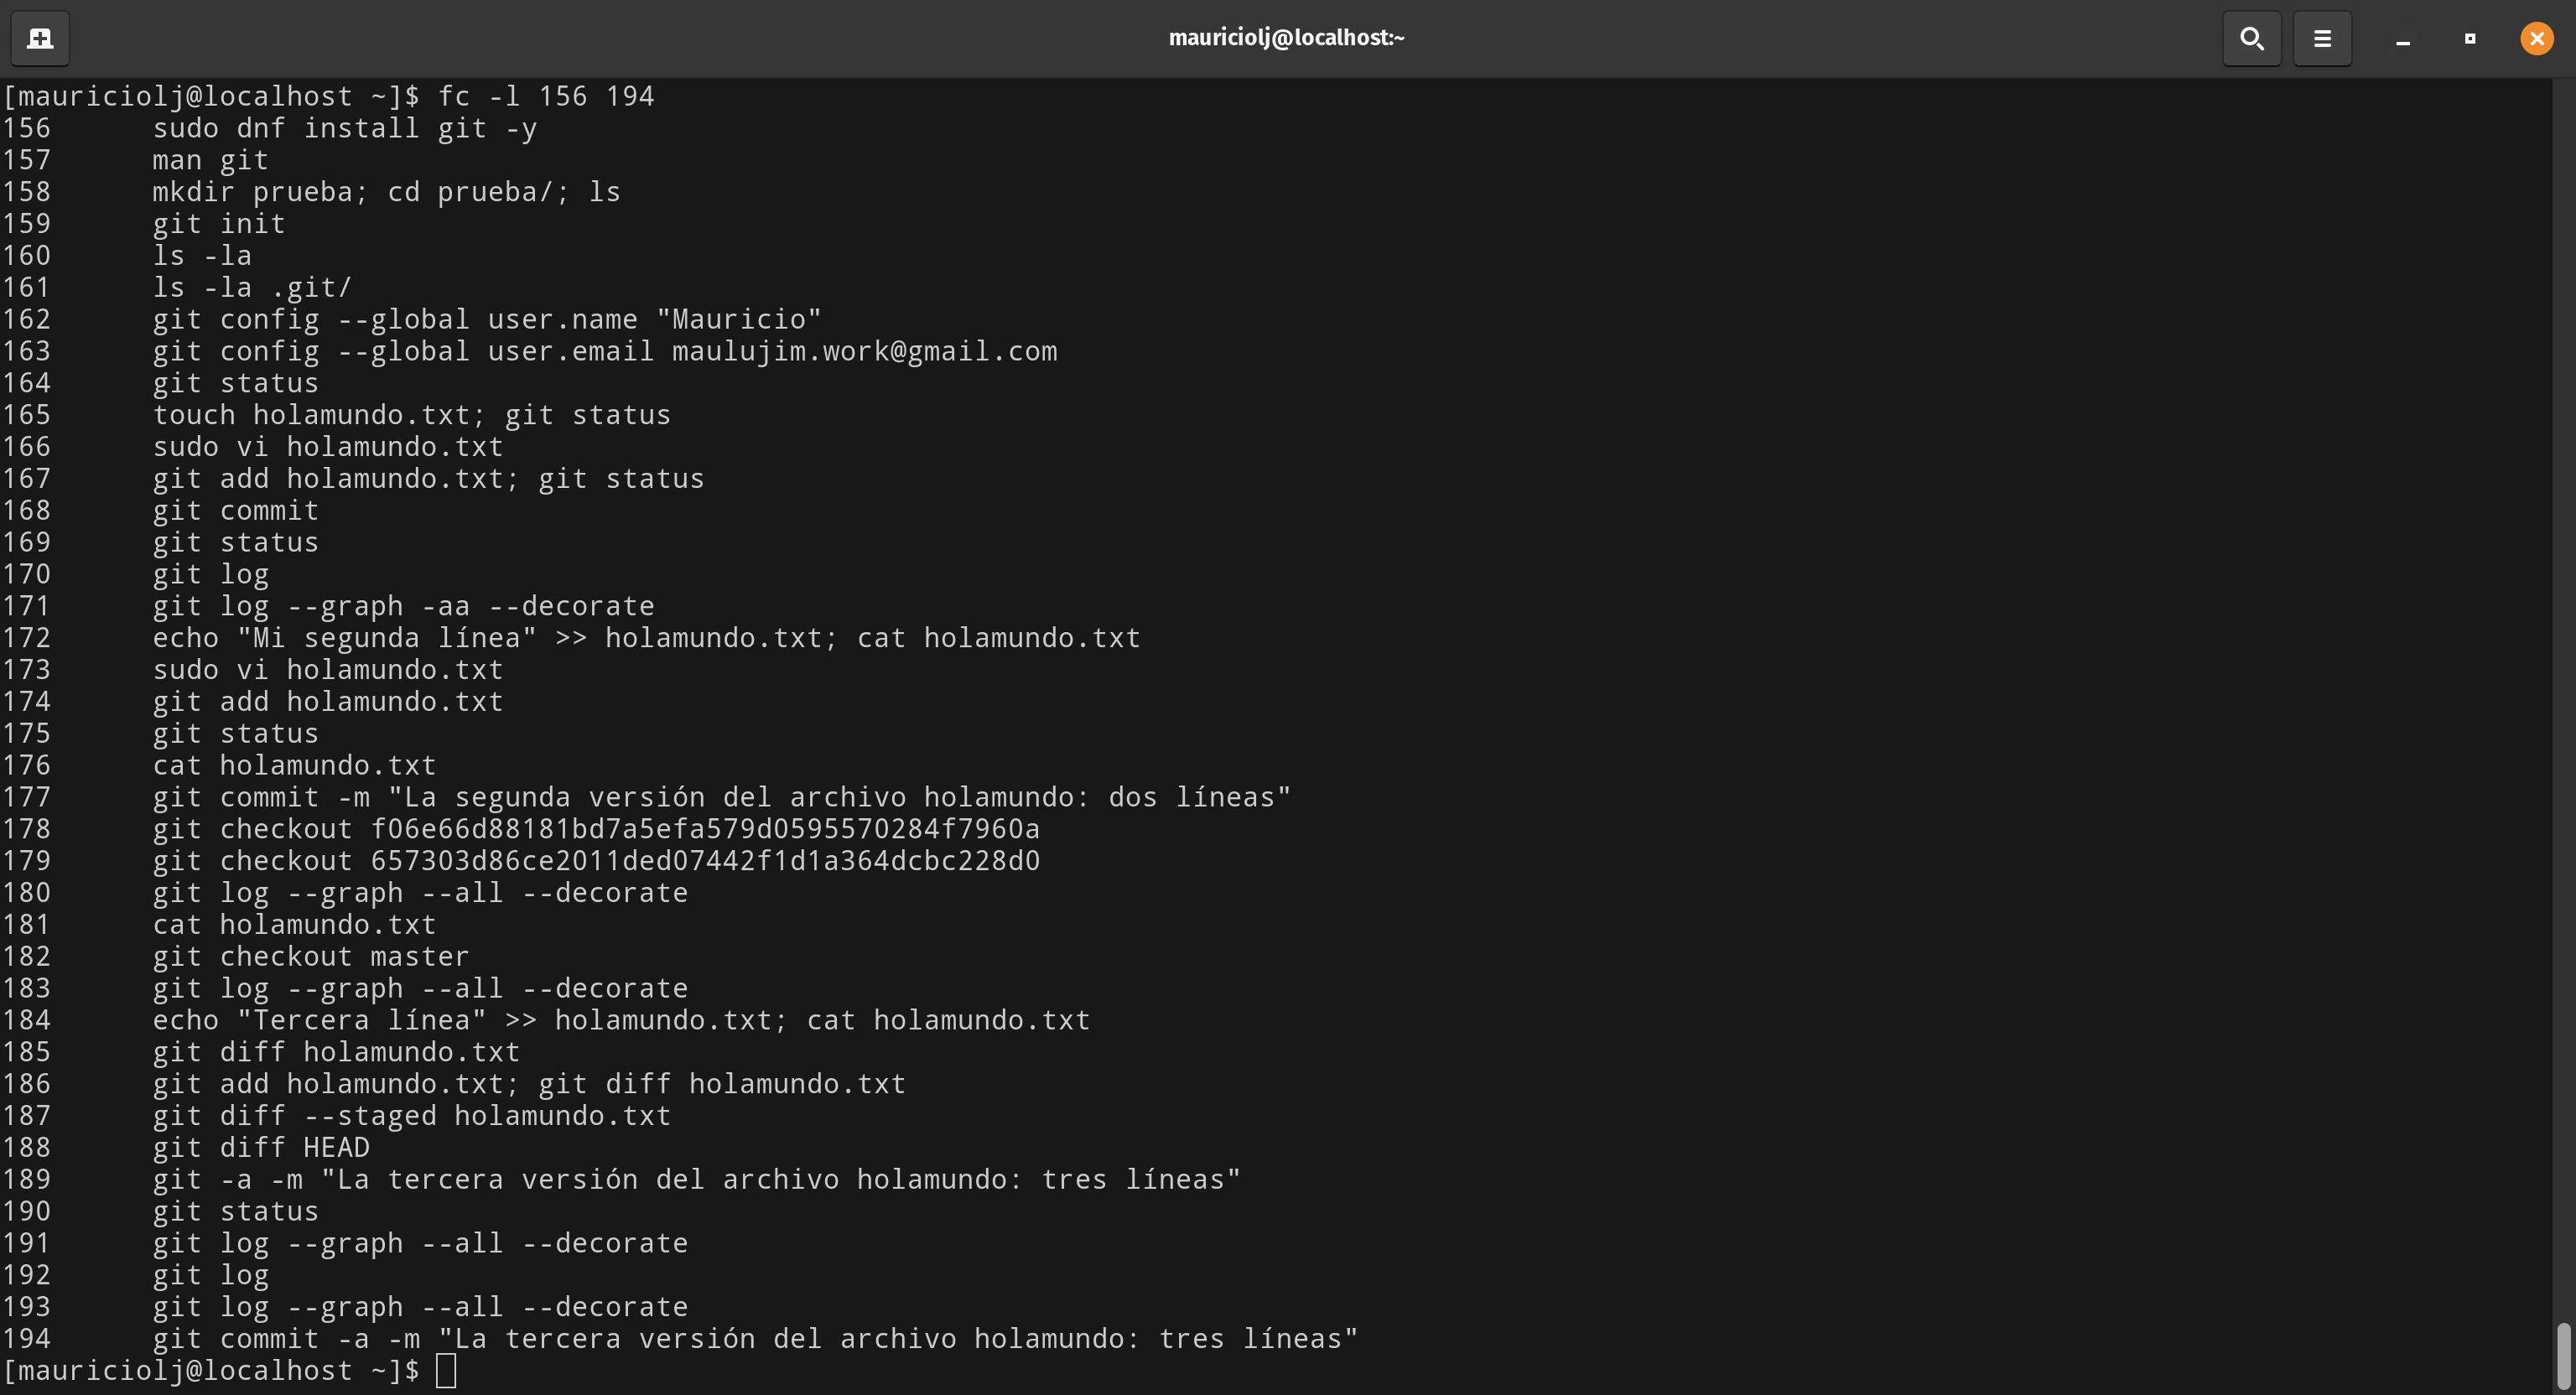 mauriciolj@localhost:~
[mauriciolj@localhost ~]$ fc -l 156 194
156 sudo dnf install git -y
157 man git
158 mkdir prueba; cd prueba/; ls
159 git init
160 ls -la
161 ls -la .git/
162 git config --global user.name "Mauricio"
163 git config --global user.email maulujim.work@gmail.com
164 git status
165 touch holamundo.txt; git status
166 sudo vi holamundo.txt
167 git add holamundo.txt; git status
168 git commit
169 git status
170 git log
171 git log --graph -aa --decorate
172 echo "Mi segunda línea" >> holamundo.txt; cat holamundo.txt
173 sudo vi holamundo.txt
174 git add holamundo.txt
175 git status
176 cat holamundo.txt
177 git commit -m "La segunda versión del archivo holamundo: dos líneas"
178 git checkout f06e66d88181bd7a5efa579d0595570284f7960a
179 git checkout 657303d86ce2011ded07442f1d1a364dcbc228d0
180 git log --graph --all --decorate
181 cat holamundo.txt
182 git checkout master
183 git log --graph --all --decorate
184 echo "Tercera línea" >> holamundo.txt; cat holamundo.txt
185 git diff holamundo.txt
186 git add holamundo.txt; git diff holamundo.txt
187 git diff --staged holamundo.txt
188 git diff HEAD
189 git -a -m "La tercera versión del archivo holamundo: tres líneas"
190 git status
191 git log --graph --all --decorate
192 git log
193 git log --graph --all --decorate
194 git commit -a -m "La tercera versión del archivo holamundo: tres líneas"
[mauriciolj@localhost ~]$